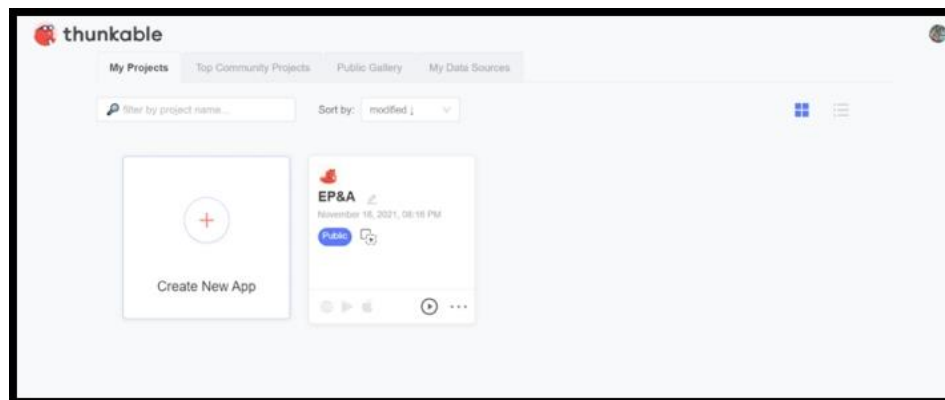 thunkable
My Projects Top Community Projects Public Gallery My Data Sources
filter by project name... Sort by: modified ↓
EP&A
November 16, 2021, 08:16 PM
Public
Create New App